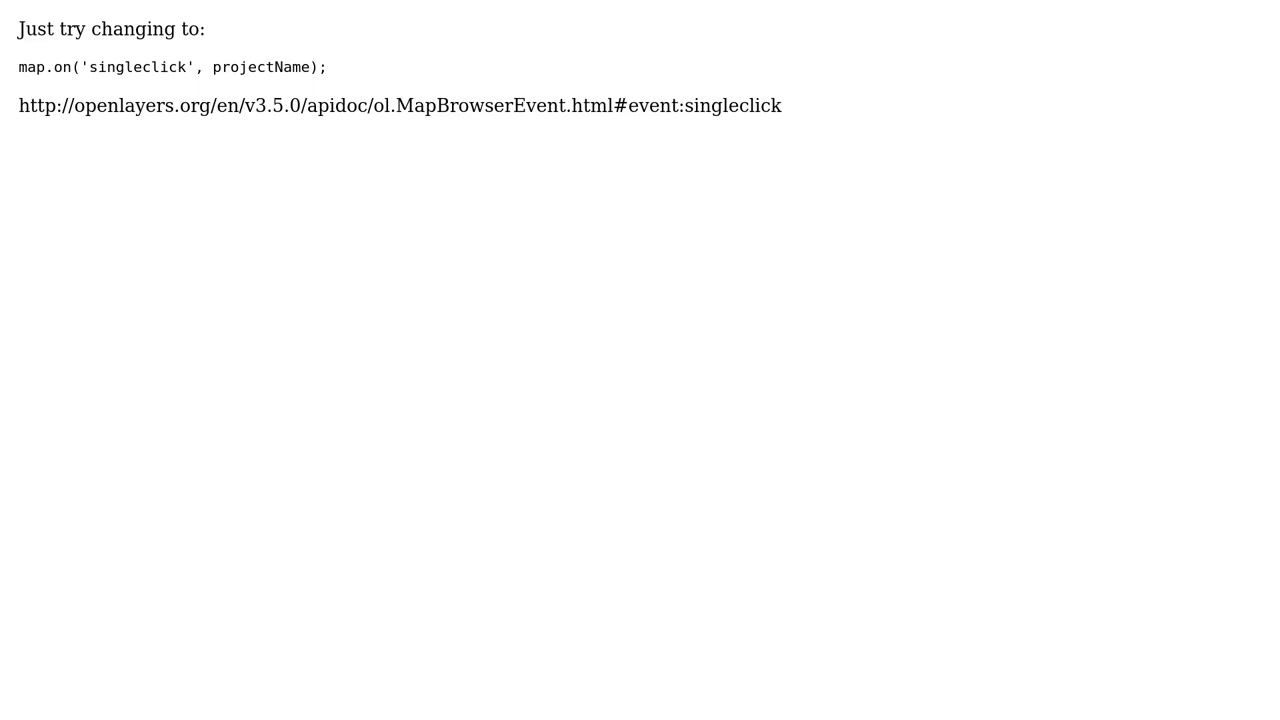 Just try changing to:
map.on('singleclick', projectName);
http://openlayers.org/en/v3.5.0/apidoc/ol.MapBrowserEvent.html#event:singleclick